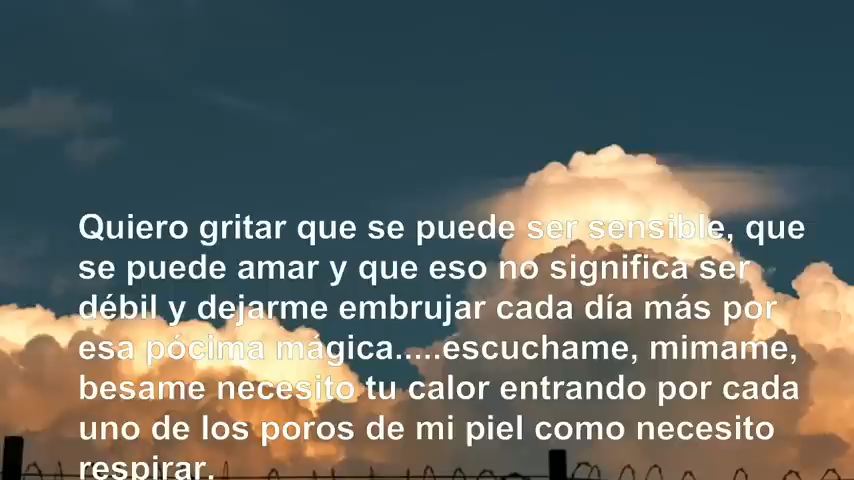 Quiero gritar que se puede ser sensible, que
se puede amar y que eso no significa ser
débil y dejarme embrujar cada día más por
esa pócima mágica.....escuchame, mimame,
besame necesito tu calor entrando por cada
uno de los poros de mi piel como necesito
respirar.